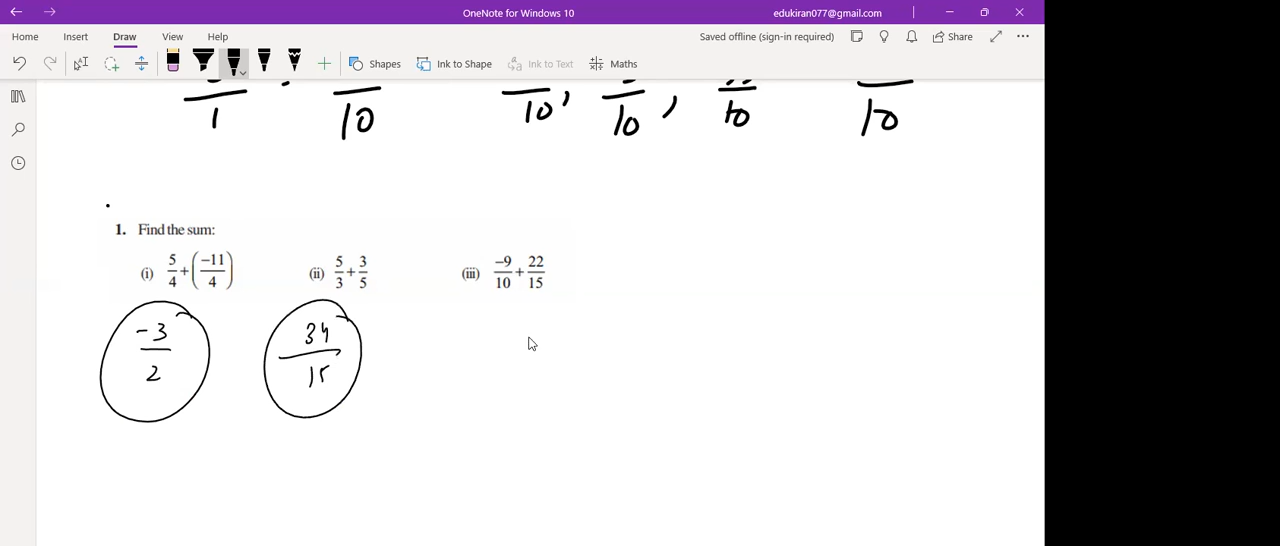 OneNote for Windows 10
edukiran077@gmail.com
Home Insert Draw View Help
Saved offline (sign-in required) Share
Shapes Ink to Shape Ink to Text Maths
1 10 10 , 10 , 10 10
1. Find the sum:
(i) 5/4 + (-11/4) (ii) 5/3 + 3/5 (iii) -9/10 + 22/15
-3/2 34/15